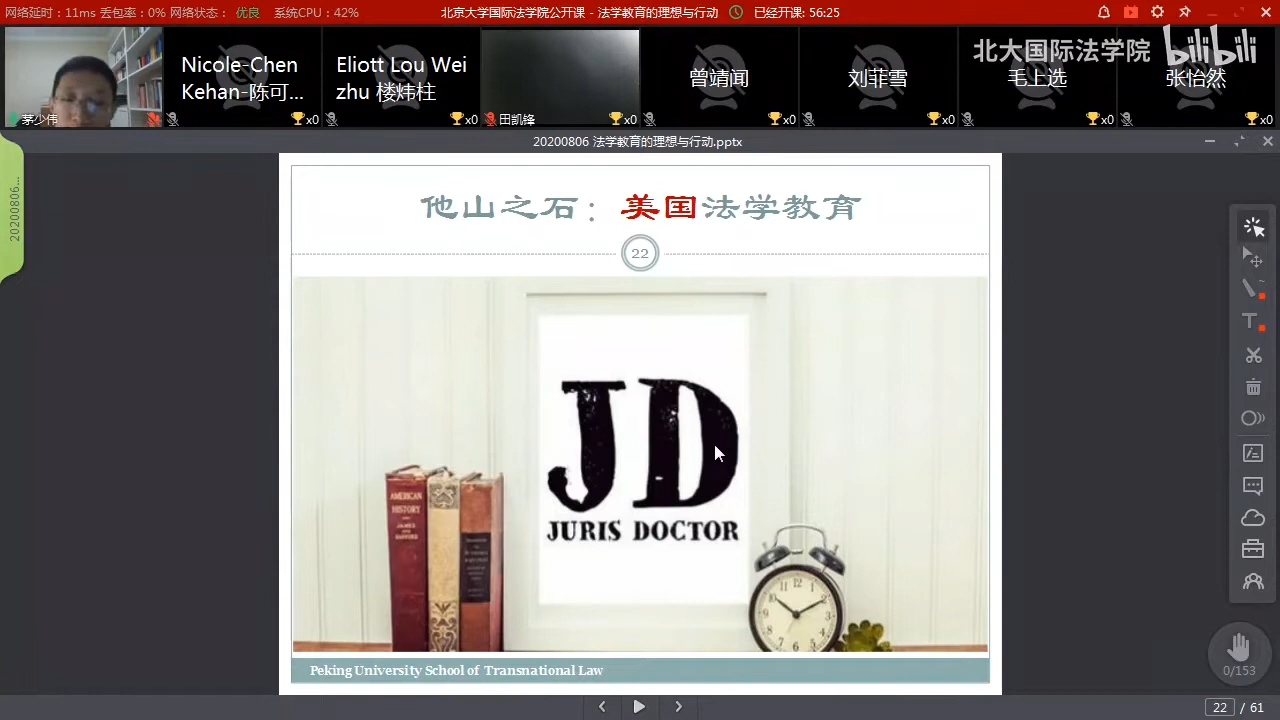 网络延时：11ms 丢包率：0% 网络状态： 优良 系统CPU：42%
北京大学国际法学院公开课 - 法学教育的理想与行动 已经开课: 56:25
北大国际法学院 bilibili
茅少伟
Nicole-Chen
Kehan-陈可...
x0
Eliott Lou Wei
zhu 楼炜柱
x0
田凯锋
x0
曾靖闻
x0
刘菲雪
x0
毛上选
x0
张怡然
x0
20200806 法学教育的理想与行动.pptx
20200806...
他山之石：美国法学教育
22
JD
JURIS DOCTOR
AMERICAN
HISTORY
Peking University School of Transnational Law
0/153
22 / 61